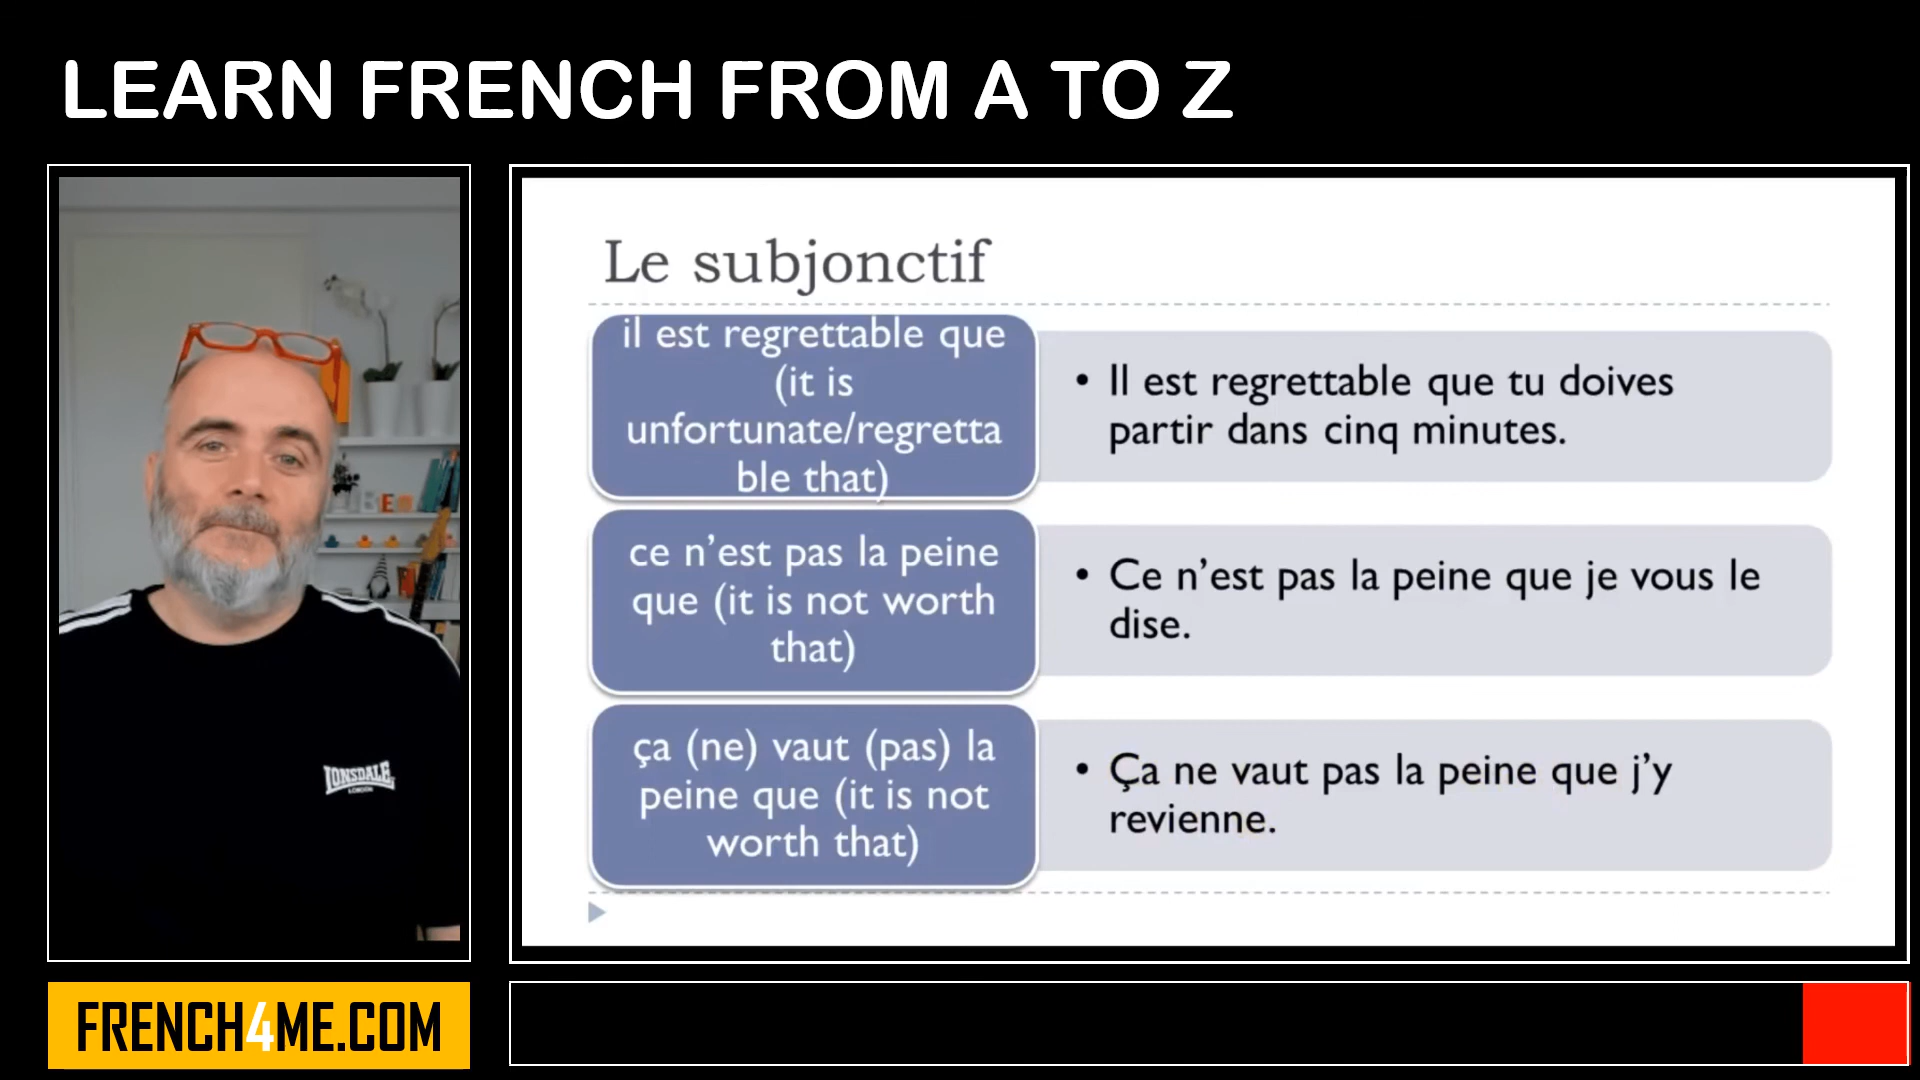 LEARN FRENCH FROM A TO Z
Le subjonctif
il est regrettable que
(it is
unfortunate/regretta
ble that)
• Il est regrettable que tu doives
partir dans cinq minutes.
ce n’est pas la peine
que (it is not worth
that)
• Ce n’est pas la peine que je vous le
dise.
ça (ne) vaut (pas) la
peine que (it is not
worth that)
• Ça ne vaut pas la peine que j’y
revienne.
BE
LONSDALE
LONDON
FRENCH4ME.COM